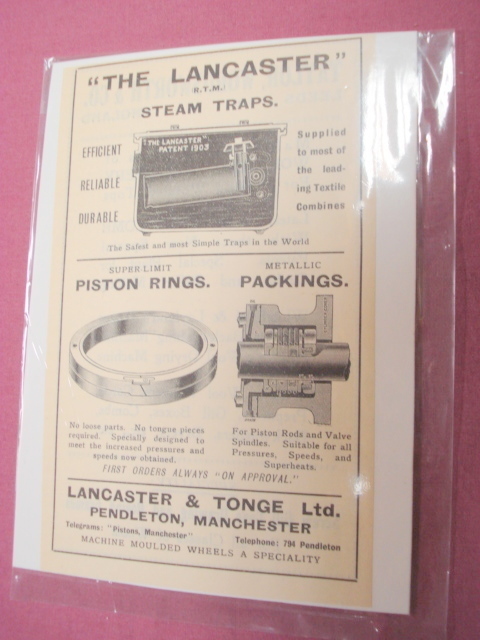 "THE LANCASTER"
(R.T.M.)
STEAM TRAPS.
EFFICIENT
RELIABLE
DURABLE
"THE LANCASTER"
PATENT 1903
Supplied
to most of
the lead-
ing Textile
Combines
The Safest and most Simple Traps in the World
SUPER-LIMIT
PISTON RINGS.
No loose parts. No tongue pieces
required. Specially designed to
meet the increased pressures and
speeds now obtained.
METALLIC
PACKINGS.
For Piston Rods and Valve
Spindles. Suitable for all
Pressures, Speeds, and
Superheats.
FIRST ORDERS ALWAYS "ON APPROVAL."
LANCASTER & TONGE Ltd.
PENDLETON, MANCHESTER
Telegrams: "Pistons, Manchester" Telephone: 794 Pendleton
MACHINE MOULDED WHEELS A SPECIALITY